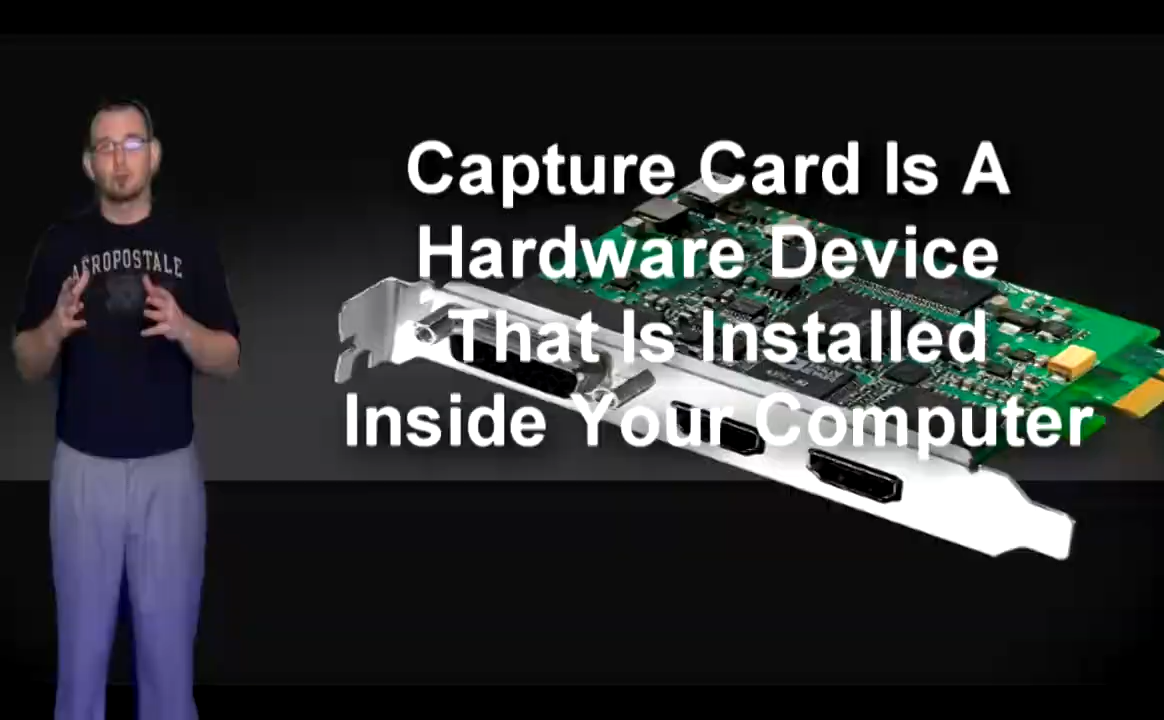 Capture Card Is A
Hardware Device
That Is Installed
Inside Your Computer
AEROPOSTALE